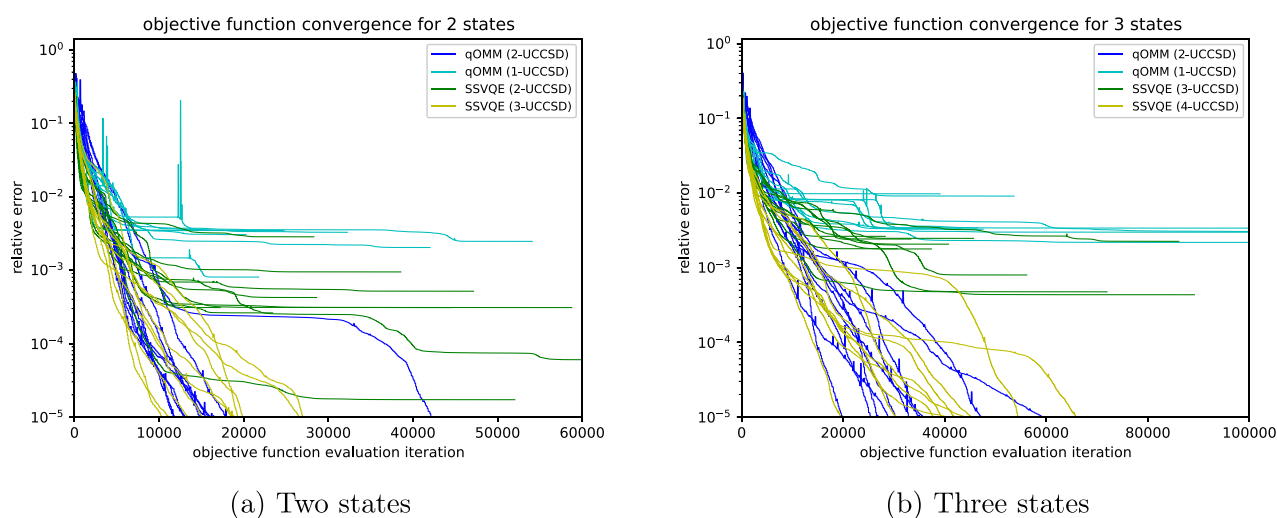 objective function convergence for 2 states
relative error
10⁰
10⁻¹
10⁻²
10⁻³
10⁻⁴
10⁻⁵
qOMM (2-UCCSD)
qOMM (1-UCCSD)
SSVQE (2-UCCSD)
SSVQE (3-UCCSD)
0 10000 20000 30000 40000 50000 60000
objective function evaluation iteration
(a) Two states
objective function convergence for 3 states
relative error
10⁰
10⁻¹
10⁻²
10⁻³
10⁻⁴
10⁻⁵
qOMM (2-UCCSD)
qOMM (1-UCCSD)
SSVQE (3-UCCSD)
SSVQE (4-UCCSD)
0 20000 40000 60000 80000 100000
objective function evaluation iteration
(b) Three states